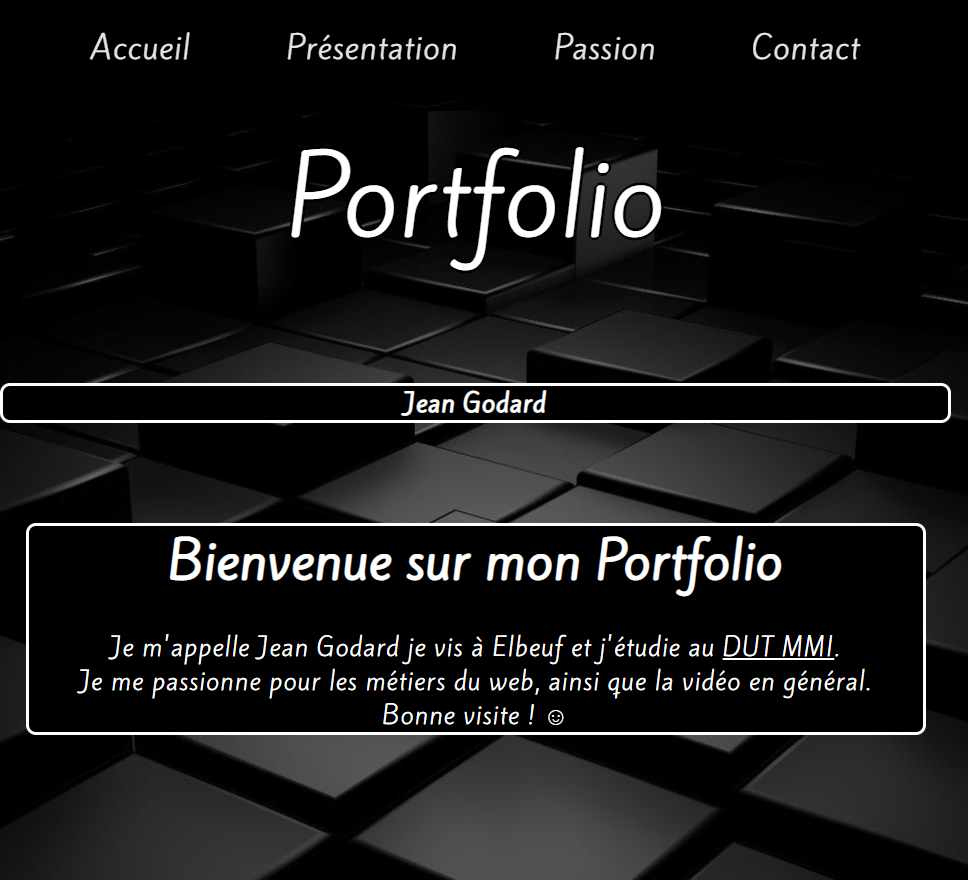 Accueil Présentation Passion Contact
Portfolio
Jean Godard
Bienvenue sur mon Portfolio
Je m'appelle Jean Godard je vis à Elbeuf et j'étudie au DUT MMI.
Je me passionne pour les métiers du web, ainsi que la vidéo en général.
Bonne visite ! ☺